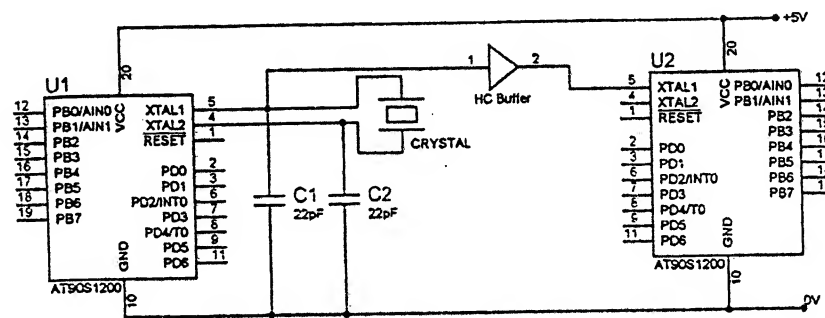 +5V
U1
20
VCC
12 PB0/AIN0 XTAL1 5
13 PB1/AIN1 XTAL2 4
14 PB2 RESET 1
15 PB3
16 PB4 PD0 2
17 PB5 PD1 3
18 PB6 PD2/INT0 6
19 PB7 PD3 7
PD4/T0 8
PD5 9
PD6 11
GND
10
AT90S1200
1 2
HC Buffer
CRYSTAL
C1
22pF
C2
22pF
U2
20
VCC
5 XTAL1 PB0/AIN0 12
4 XTAL2 PB1/AIN1 13
1 RESET PB2
PB3
2 PD0 PB4
3 PD1 PB5
6 PD2/INT0 PB6
7 PD3 PB7
8 PD4/T0
9 PD5
11 PD6
GND
10
AT90S1200
0V